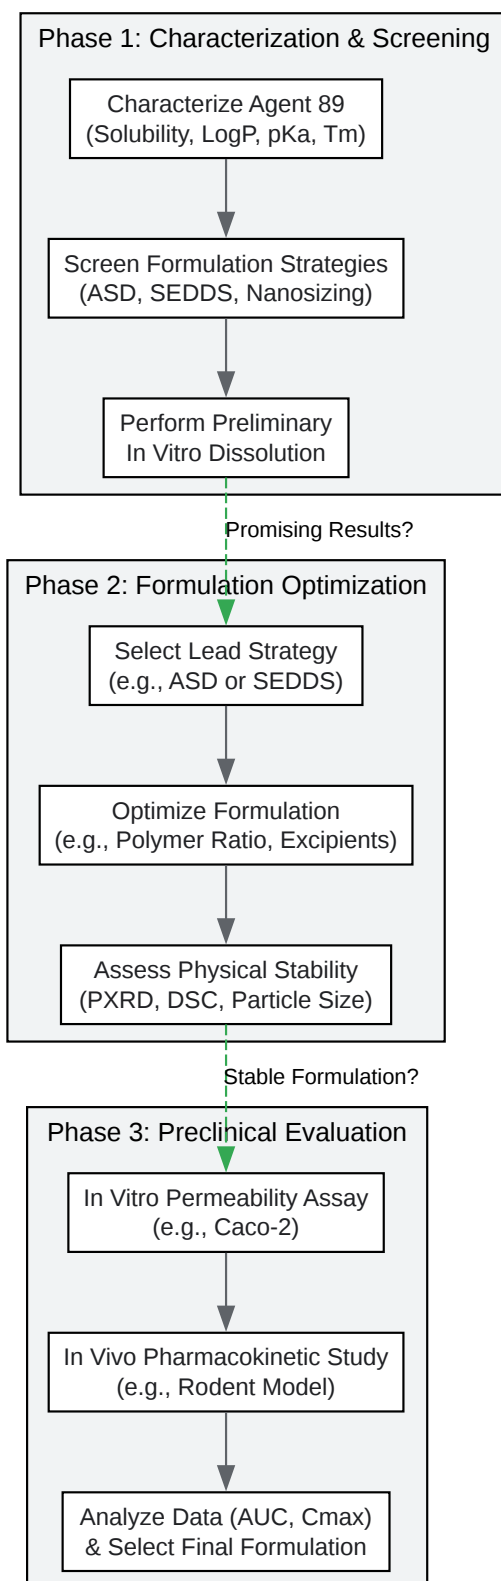 Phase 1: Characterization & Screening
Characterize Agent 89
(Solubility, LogP, pKa, Tm)
Screen Formulation Strategies
(ASD, SEDDS, Nanosizing)
Perform Preliminary
In Vitro Dissolution
Promising Results?
Phase 2: Formulation Optimization
Select Lead Strategy
(e.g., ASD or SEDDS)
Optimize Formulation
(e.g., Polymer Ratio, Excipients)
Assess Physical Stability
(PXRD, DSC, Particle Size)
Stable Formulation?
Phase 3: Preclinical Evaluation
In Vitro Permeability Assay
(e.g., Caco-2)
In Vivo Pharmacokinetic Study
(e.g., Rodent Model)
Analyze Data (AUC, Cmax)
& Select Final Formulation